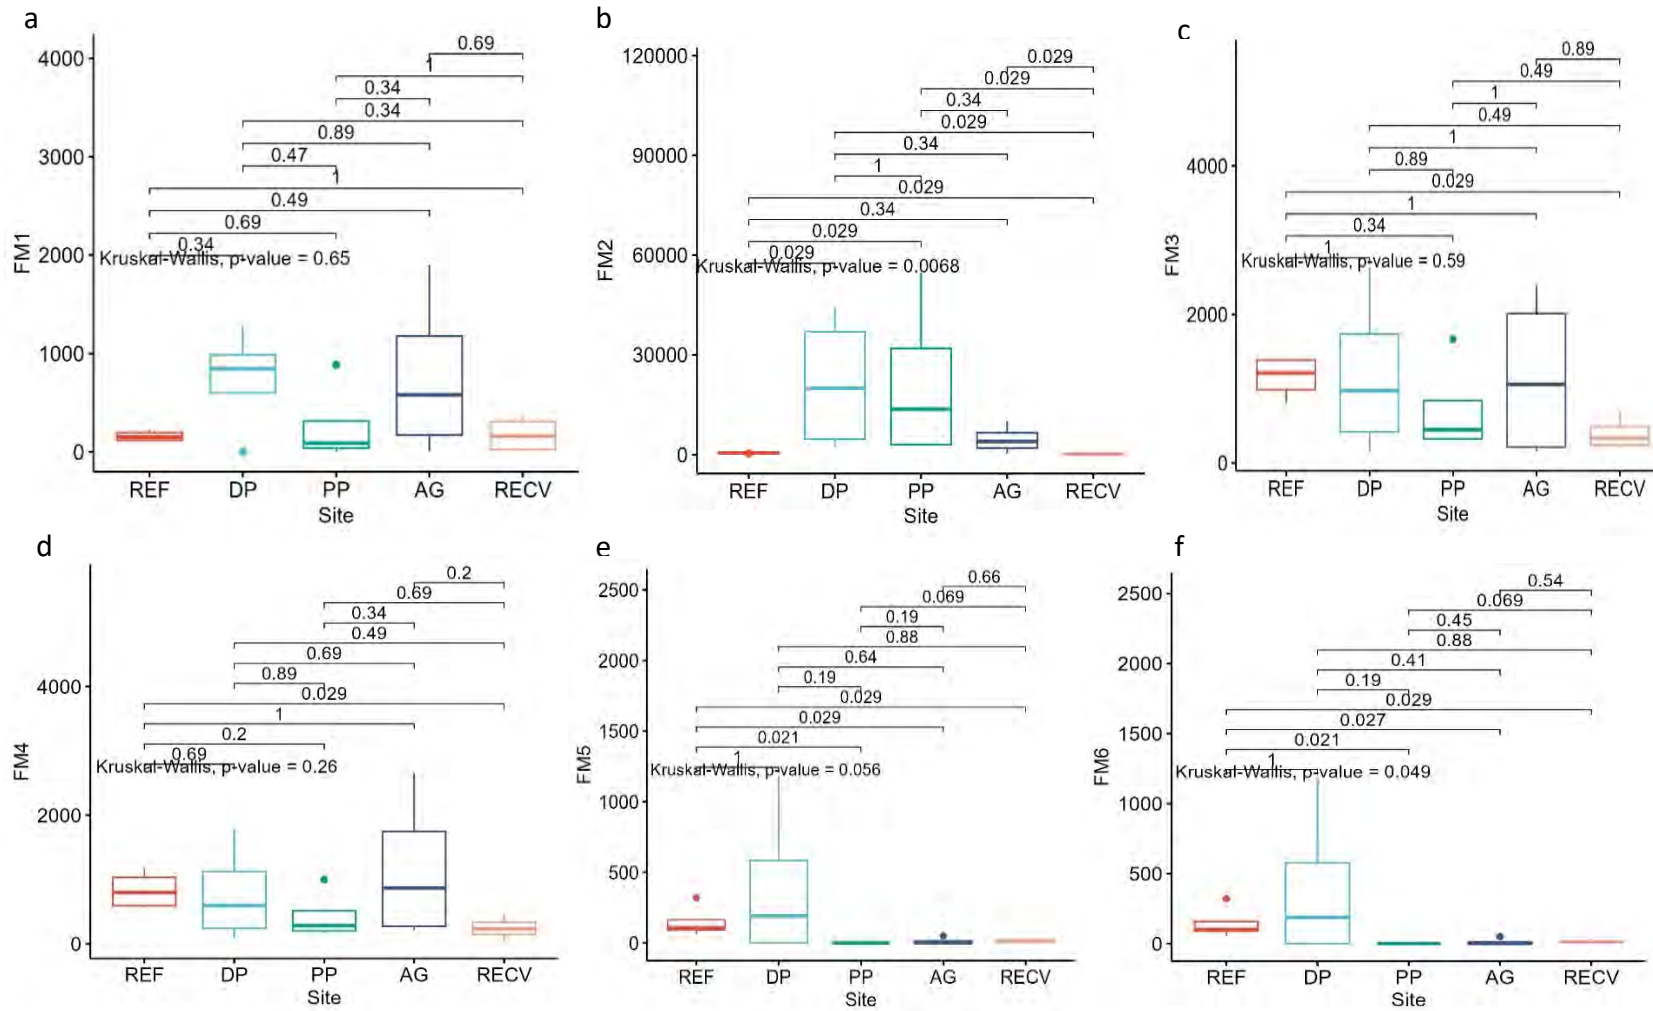 a
FM1
4000
3000
2000
1000
0
0.69
1
0.34
0.34
0.89
0.47
1
0.49
0.69
0.34
Kruskal-Wallis, p-value = 0.65
REF DP PP AG RECV
Site
b
FM2
120000
90000
60000
30000
0
0.029
0.029
0.34
0.029
0.34
1
0.029
0.34
0.029
0.029
Kruskal-Wallis, p-value = 0.0068
REF DP PP AG RECV
Site
c
FM3
4000
2000
0
0.89
0.49
1
0.49
1
0.89
0.029
1
0.34
1
Kruskal-Wallis, p-value = 0.59
REF DP PP AG RECV
Site
d
FM4
4000
2000
0
0.2
0.69
0.34
0.49
0.69
0.89
0.029
1
0.2
0.69
Kruskal-Wallis, p-value = 0.26
REF DP PP AG RECV
Site
e
FM5
2500
2000
1500
1000
500
0
0.66
0.069
0.19
0.88
0.64
0.19
0.029
0.029
0.021
1
Kruskal-Wallis, p-value = 0.056
REF DP PP AG RECV
Site
f
FM6
2500
2000
1500
1000
500
0
0.54
0.069
0.45
0.88
0.41
0.19
0.029
0.027
0.021
1
Kruskal-Wallis, p-value = 0.049
REF DP PP AG RECV
Site